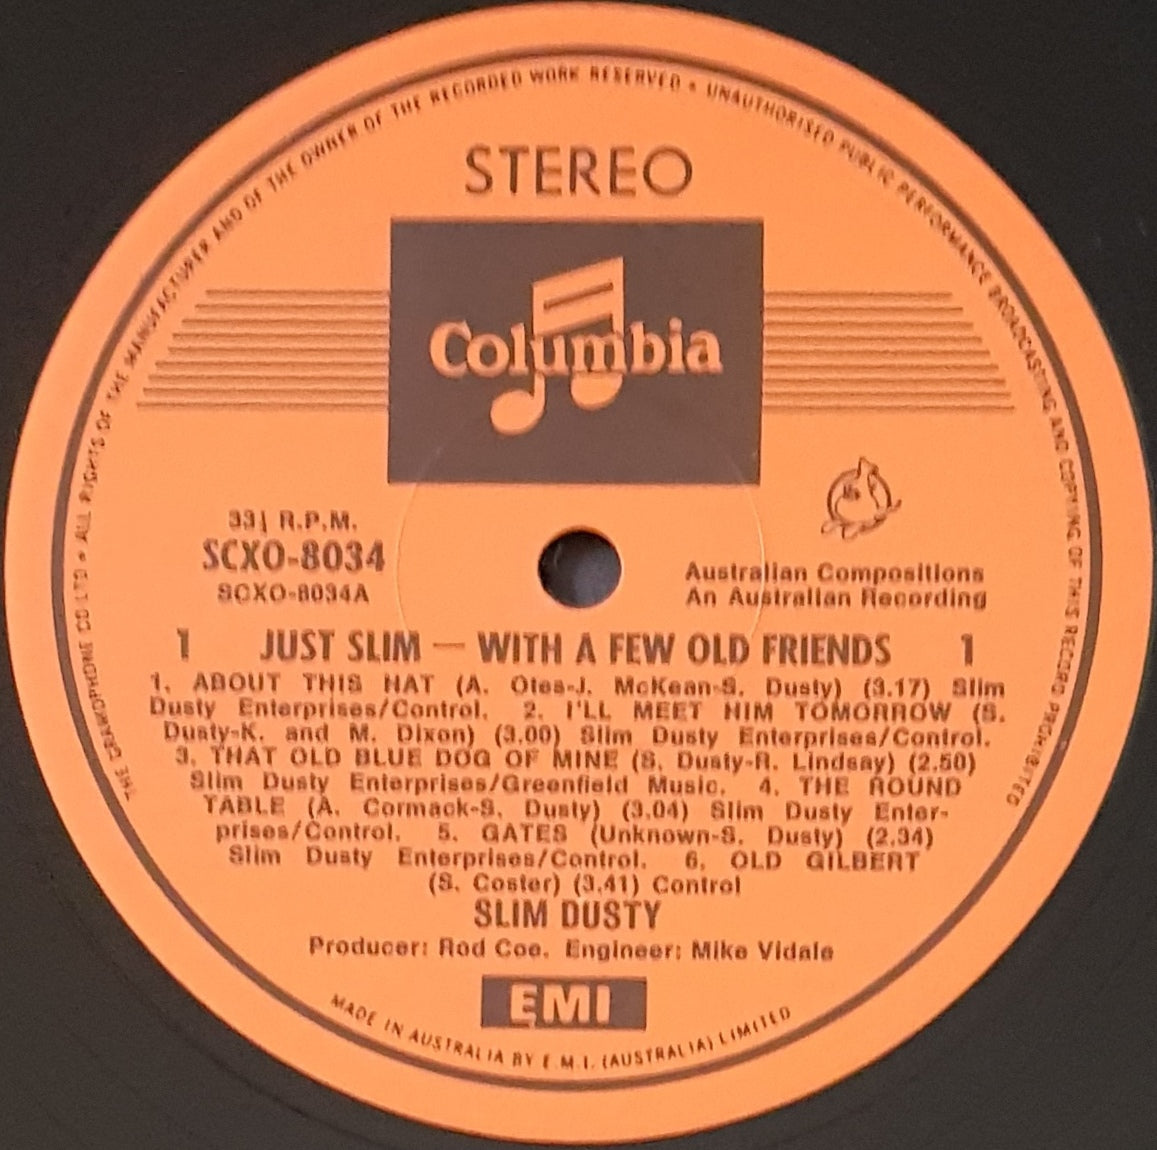 THE GRAMOPHONE CO LTD • ALL RIGHTS OF THE MANUFACTURER AND OF THE OWNER OF THE RECORDED WORK RESERVED • UNAUTHORISED PUBLIC PERFORMANCE BROADCASTING AND COPYING OF THIS RECORD PROHIBITED
STEREO
Columbia
33⅓ R.P.M.
SCXO-8034
SCXO-8034A
Australian Compositions
An Australian Recording
1 JUST SLIM — WITH A FEW OLD FRIENDS 1
1. ABOUT THIS HAT (A. Otes-J. McKean-S. Dusty) (3.17) Slim
Dusty Enterprises/Control. 2. I'LL MEET HIM TOMORROW (S.
Dusty-K. and M. Dixon) (3.00) Slim Dusty Enterprises/Control.
3. THAT OLD BLUE DOG OF MINE (S. Dusty-R. Lindsay) (2.50)
Slim Dusty Enterprises/Greenfield Music. 4. THE ROUND
TABLE (A. Cormack-S. Dusty) (3.04) Slim Dusty Enter-
prises/Control. 5. GATES (Unknown-S. Dusty) (2.34)
Slim Dusty Enterprises/Control. 6. OLD GILBERT
(S. Coster) (3.41) Control
SLIM DUSTY
Producer: Rod Coe. Engineer: Mike Vidale
EMI
MADE IN AUSTRALIA BY E.M.I. (AUSTRALIA) LIMITED